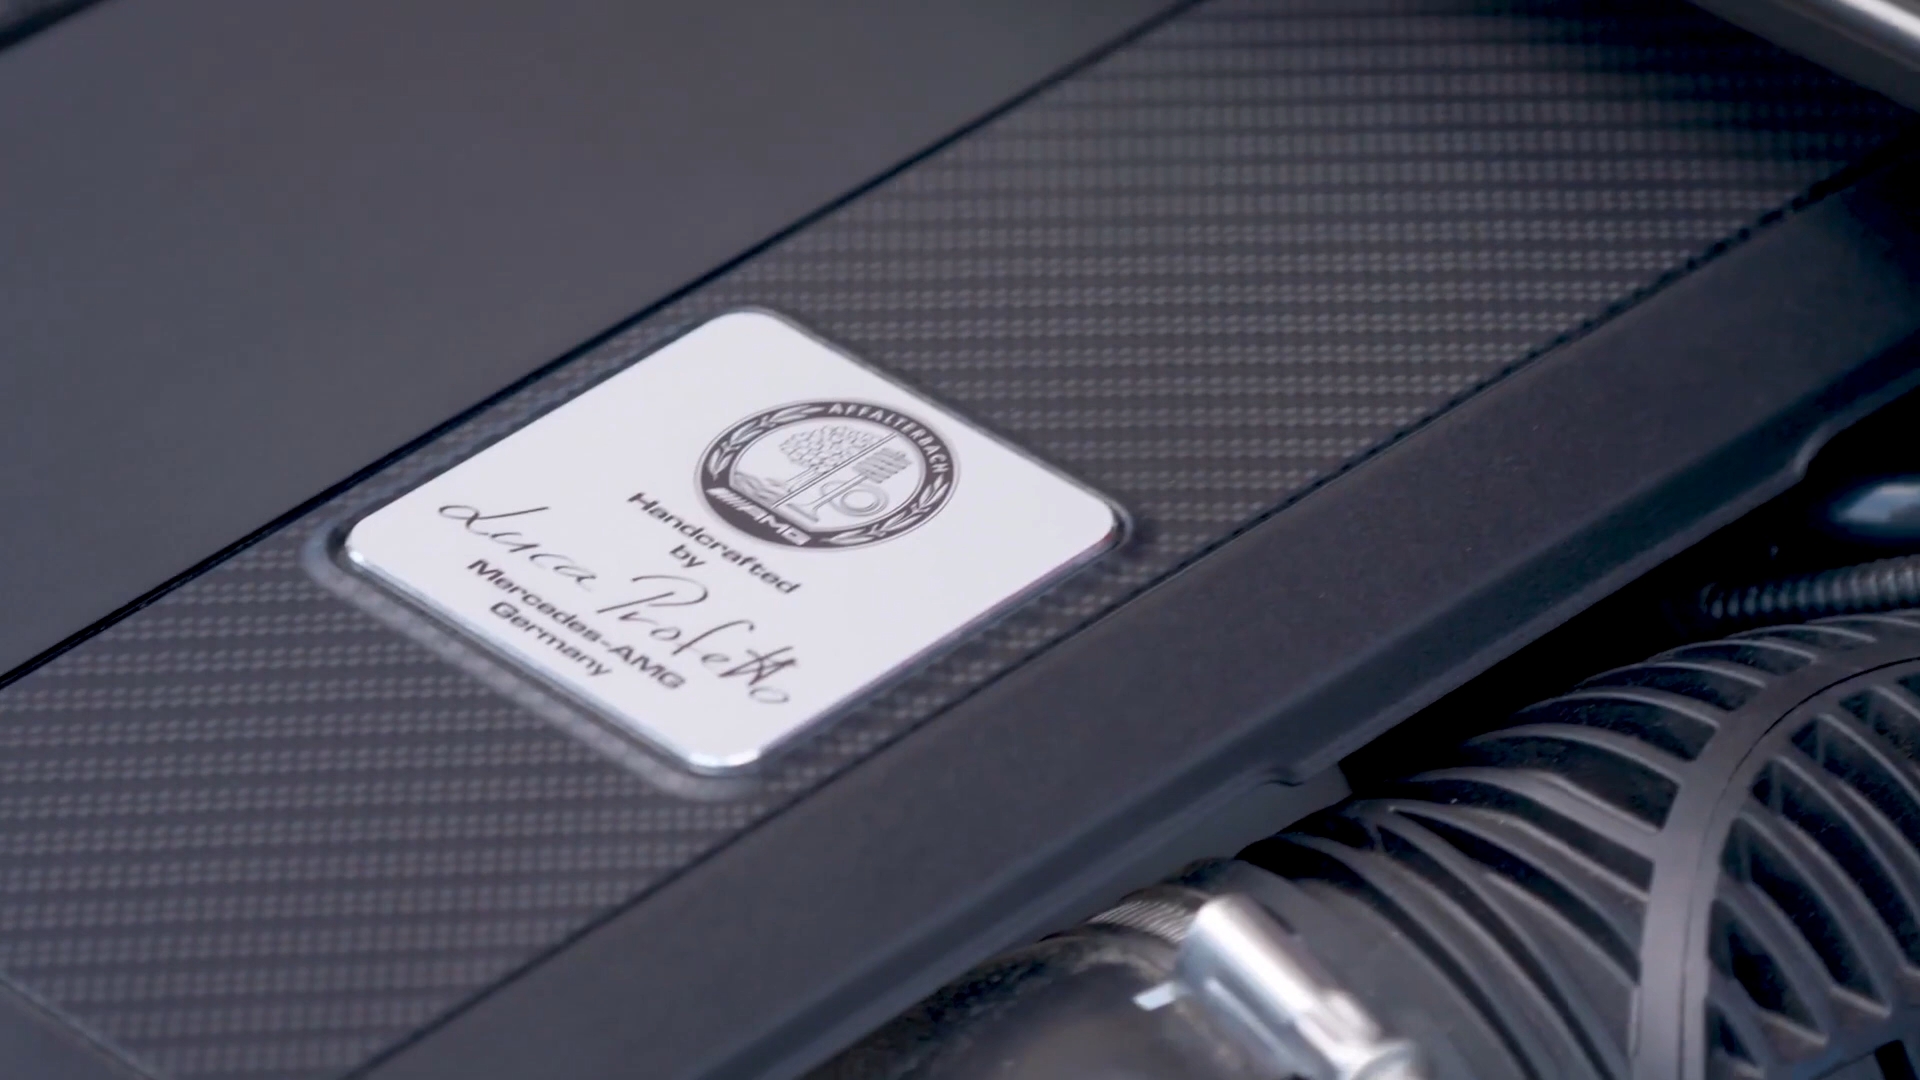 AFFALTERBACH
AMG
Handcrafted
by
Luca Profetto
Mercedes-AMG
Germany